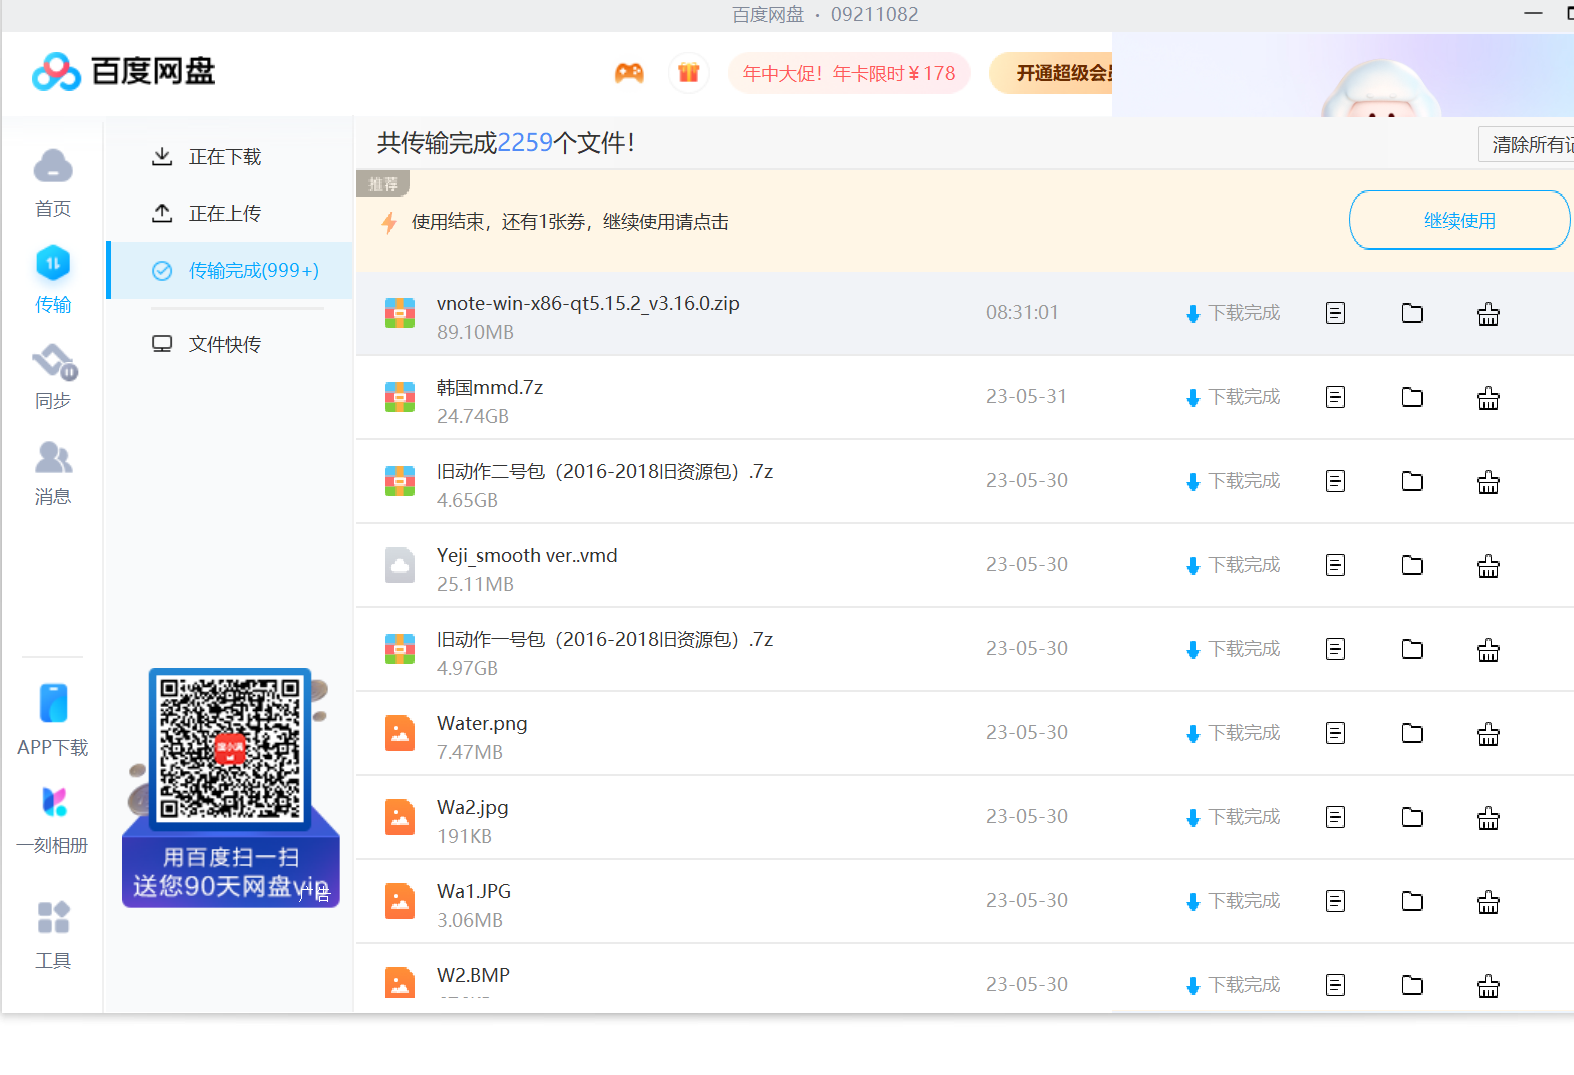 百度网盘 · 09211082
百度网盘
年中大促！年卡限时¥178
开通超级会员
首页
传输
同步
消息
APP下载
一刻相册
工具
正在下载
正在上传
传输完成(999+)
文件快传
用百度扫一扫
送您90天网盘vip
广告
共传输完成2259个文件！
清除所有记
推荐
使用结束，还有1张券，继续使用请点击
继续使用
vnote-win-x86-qt5.15.2_v3.16.0.zip
89.10MB
08:31:01
下载完成
韩国mmd.7z
24.74GB
23-05-31
下载完成
旧动作二号包（2016-2018旧资源包）.7z
4.65GB
23-05-30
下载完成
Yeji_smooth ver..vmd
25.11MB
23-05-30
下载完成
旧动作一号包（2016-2018旧资源包）.7z
4.97GB
23-05-30
下载完成
Water.png
7.47MB
23-05-30
下载完成
Wa2.jpg
191KB
23-05-30
下载完成
Wa1.JPG
3.06MB
23-05-30
下载完成
W2.BMP
23-05-30
下载完成